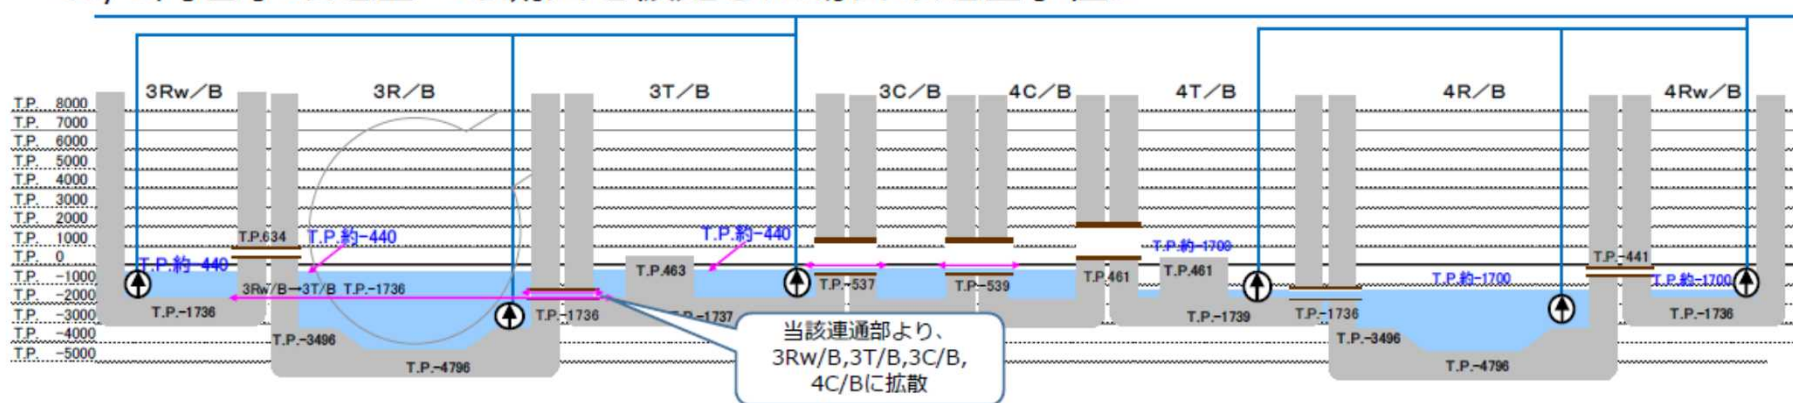 3Rw/B 3R/B 3T/B 3C/B 4C/B 4T/B 4R/B 4Rw/B
T.P. 8000
T.P. 7000
T.P. 6000
T.P. 5000
T.P. 4000
T.P. 3000
T.P. 2000
T.P. 1000
T.P. 0
T.P. -1000
T.P. -2000
T.P. -3000
T.P. -4000
T.P. -5000
T.P.634
T.P.約-440
T.P.約-440
T.P.約-440
3Rw/B→3T/B T.P.-1736
T.P.-1736
T.P.-3496
T.P.-4796
T.P.-1736
T.P.463
T.P.-1737
T.P.-537
T.P.-539
T.P.461
T.P.約-1700
T.P.461
T.P.-1739
T.P.-1736
T.P.-3496
T.P.約-1700
T.P.-4796
T.P.-441
T.P.約-1700
T.P.-1736
当該連通部より、
3Rw/B,3T/B,3C/B,
4C/Bに拡散